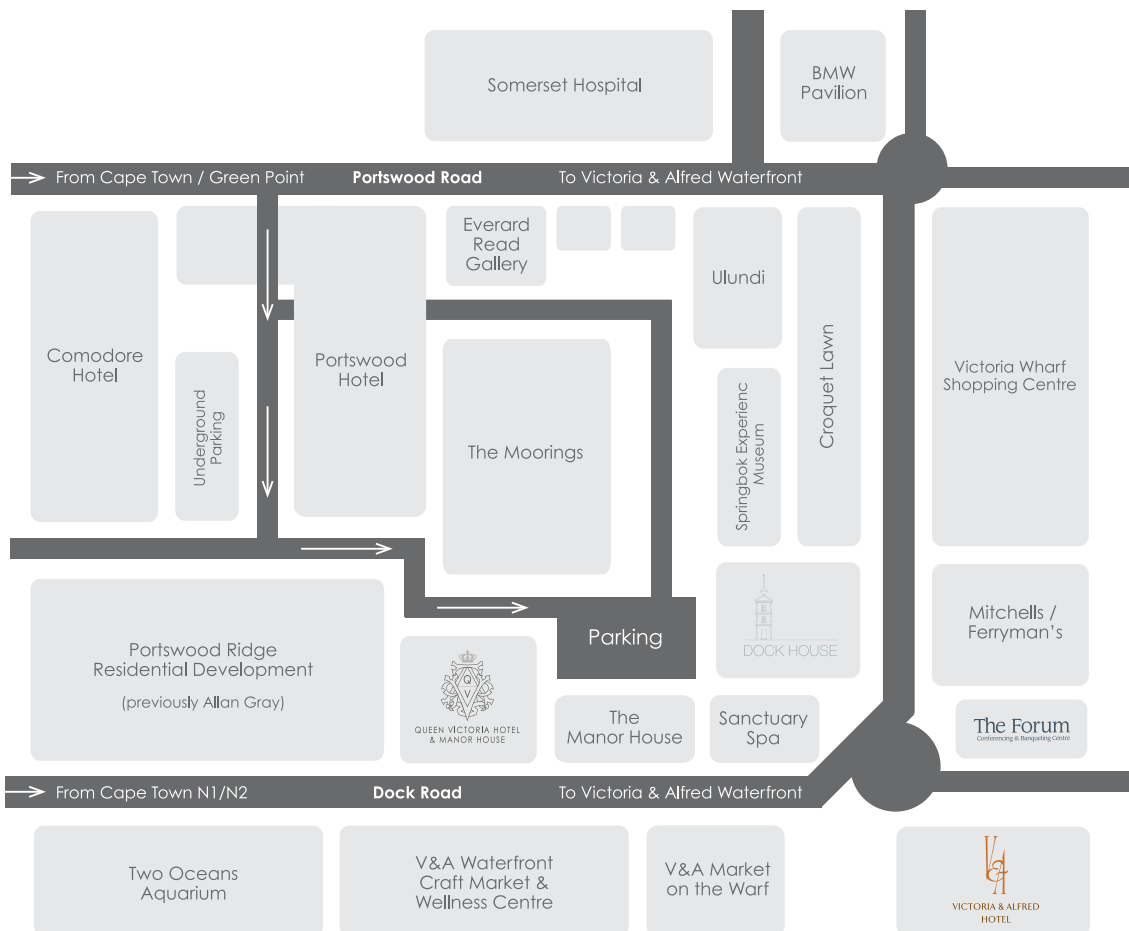 Somerset Hospital
BMW
Pavilion
From Cape Town / Green Point
Portswood Road
To Victoria & Alfred Waterfront
Everard
Read
Gallery
Ulundi
Comodore
Hotel
Underground
Parking
Portswood
Hotel
The Moorings
Springbok Experienc
Museum
Croquet Lawn
Victoria Wharf
Shopping Centre
Portswood Ridge
Residential Development
(previously Allan Gray)
Q
V
QUEEN VICTORIA HOTEL
& MANOR HOUSE
Parking
DOCK HOUSE
Mitchells /
Ferryman's
The
Manor House
Sanctuary
Spa
The Forum
Conferencing & Banqueting Centre
From Cape Town N1/N2
Dock Road
To Victoria & Alfred Waterfront
Two Oceans
Aquarium
V&A Waterfront
Craft Market &
Wellness Centre
V&A Market
on the Warf
V&A
VICTORIA & ALFRED
HOTEL